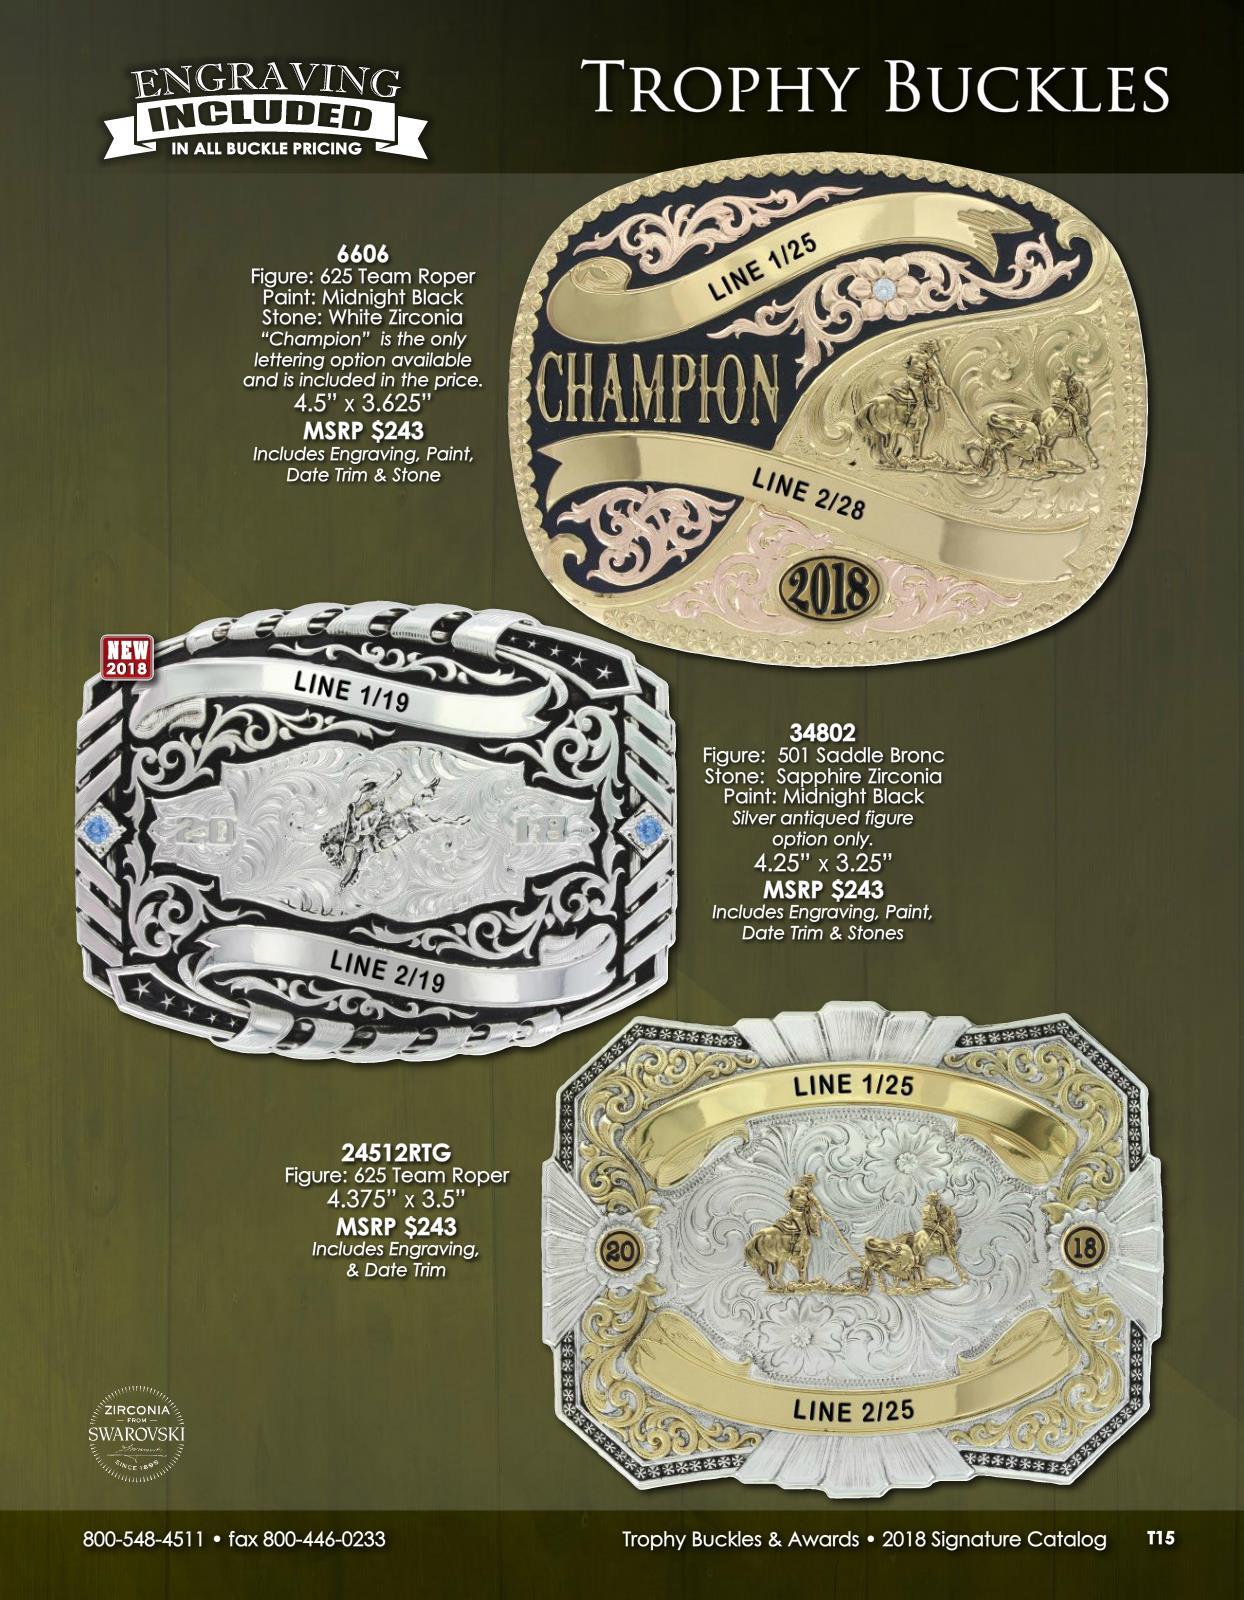 ENGRAVING
INCLUDED
IN ALL BUCKLE PRICING
TROPHY BUCKLES
6606
Figure: 625 Team Roper
Paint: Midnight Black
Stone: White Zirconia
“Champion”  is the only
lettering option available
and is included in the price.
4.5” x 3.625”
MSRP $243
Includes Engraving, Paint,
Date Trim & Stone
LINE 1/25
CHAMPION
LINE 2/28
2018
NEW
2018
LINE 1/19
20 18
LINE 2/19
34802
Figure:  501 Saddle Bronc
Stone:  Sapphire Zirconia
Paint: Midnight Black
Silver antiqued figure
option only.
4.25” x 3.25”
MSRP $243
Includes Engraving, Paint,
Date Trim & Stones
24512RTG
Figure: 625 Team Roper
4.375” x 3.5”
MSRP $243
Includes Engraving,
& Date Trim
LINE 1/25
20 18
LINE 2/25
ZIRCONIA
FROM
SWAROVSKI
SINCE 1895
800-548-4511 • fax 800-446-0233
Trophy Buckles & Awards • 2018 Signature Catalog T15